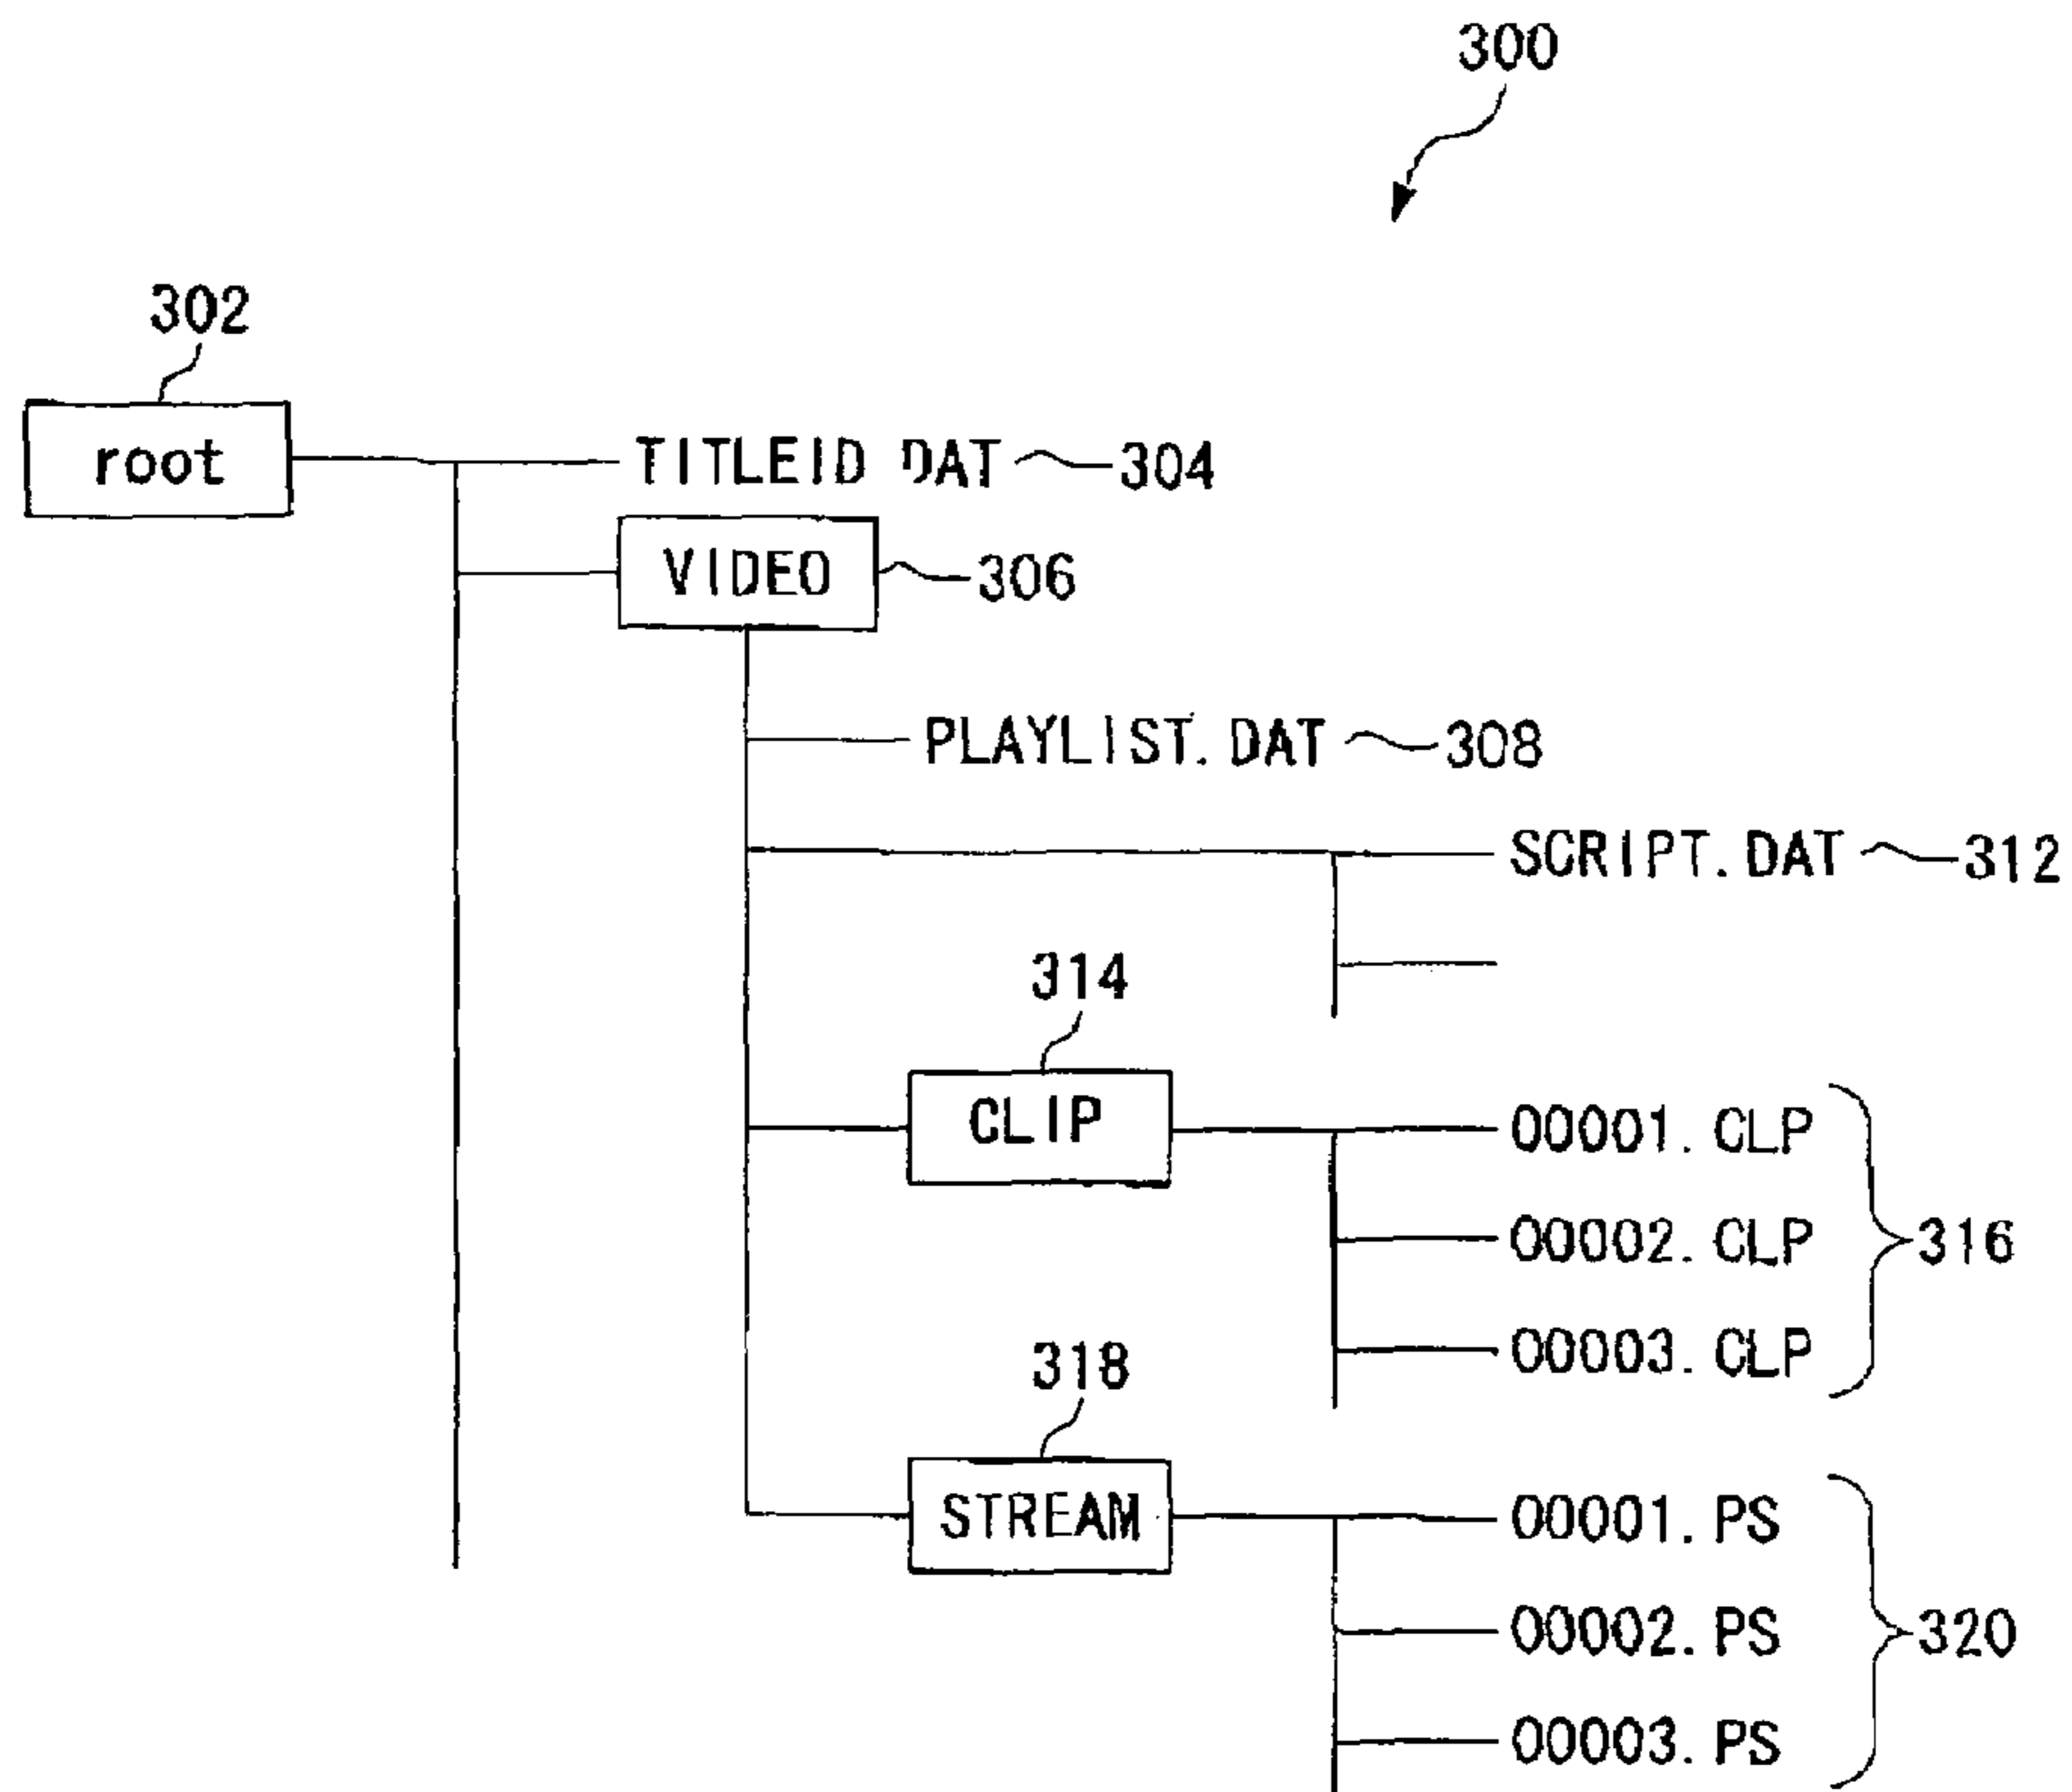 300
302
root
TITLEID DAT 304
VIDEO 306
PLAYLIST. DAT 308
SCRIPT. DAT 312
314
CLIP
00001. CLP
00002. CLP 316
00003. CLP
318
STREAM
00001. PS
00002. PS 320
00003. PS